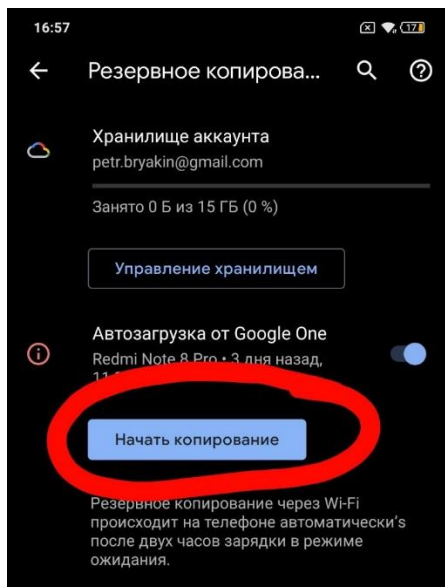 16:57
17
Резервное копирова...
Хранилище аккаунта
petr.bryakin@gmail.com
Занято 0 Б из 15 ГБ (0 %)
Управление хранилищем
Автозагрузка от Google One
Redmi Note 8 Pro • 3 дня назад,
Начать копирование
Резервное копирование через Wi-Fi
происходит на телефоне автоматически's
после двух часов зарядки в режиме
ожидания.